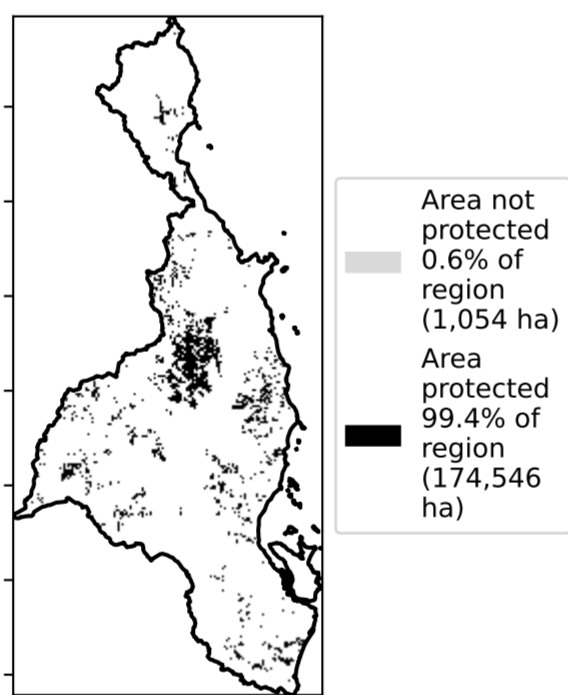 Area not
protected
0.6% of
region
(1,054 ha)
Area
protected
99.4% of
region
(174,546
ha)